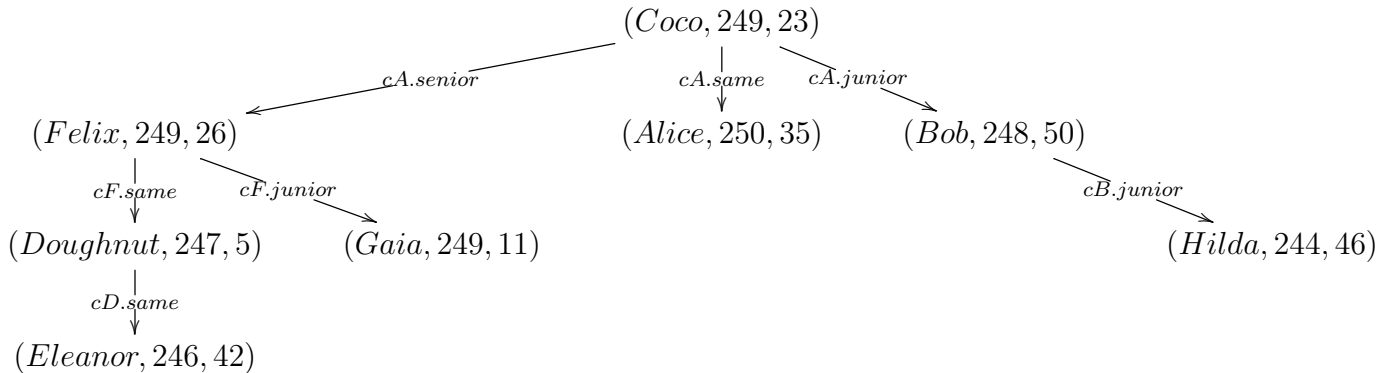 (Coco, 249, 23)
cA.senior cA.same cA.junior
(Felix, 249, 26) (Alice, 250, 35) (Bob, 248, 50)
cF.same cF.junior cB.junior
(Doughnut, 247, 5) (Gaia, 249, 11) (Hilda, 244, 46)
cD.same
(Eleanor, 246, 42)